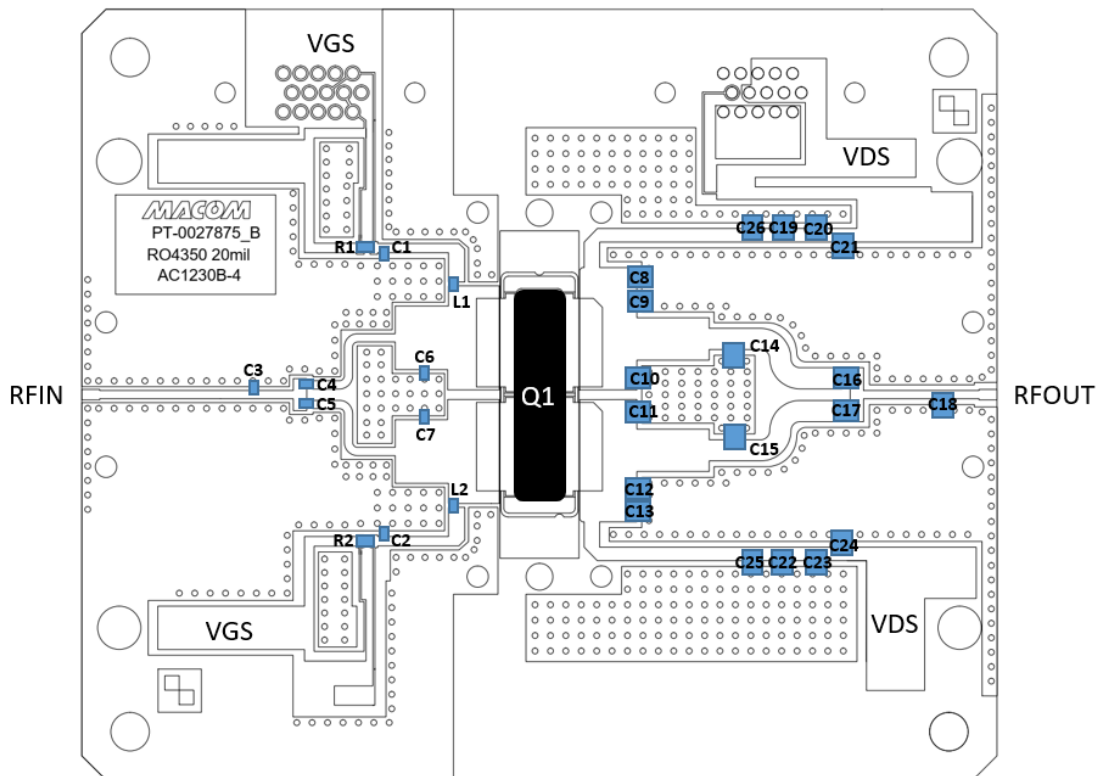 VGS
VDS
MACOM
PT-0027875_B
RO4350 20mil
AC1230B-4
C26 C19 C20
C21
R1 C1
C8
L1
C9
C14
C6
C3
C4
C10
C16
RFIN
Q1
RFOUT
C5
C11
C17
C18
C7
C15
L2
C12
C13
R2 C2
C24
C25 C22 C23
VGS
VDS